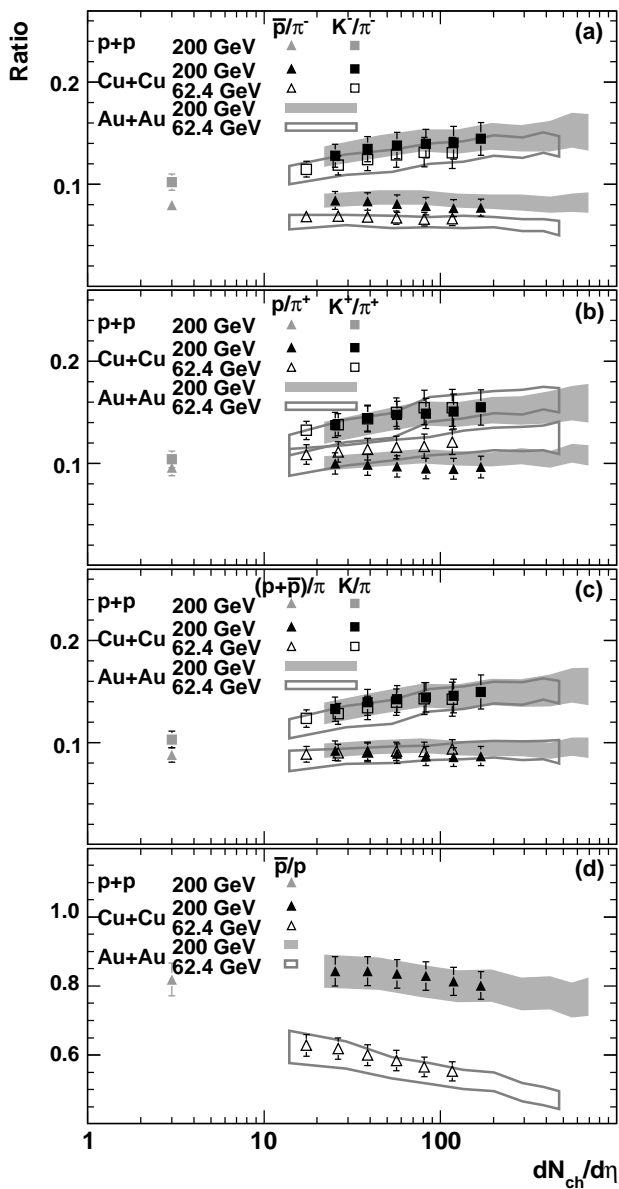 Ratio
p̅/π⁻ K⁻/π⁻ (a)
p+p 200 GeV
Cu+Cu 200 GeV
62.4 GeV
Au+Au 200 GeV
62.4 GeV
0.2
0.1
p/π⁺ K⁺/π⁺ (b)
p+p 200 GeV
Cu+Cu 200 GeV
62.4 GeV
Au+Au 200 GeV
62.4 GeV
0.2
0.1
(p+p̅)/π K/π (c)
p+p 200 GeV
Cu+Cu 200 GeV
62.4 GeV
Au+Au 200 GeV
62.4 GeV
0.2
0.1
p̅/p (d)
p+p 200 GeV
Cu+Cu 200 GeV
62.4 GeV
Au+Au 200 GeV
62.4 GeV
1.0
0.8
0.6
1 10 100
dN_ch/dη